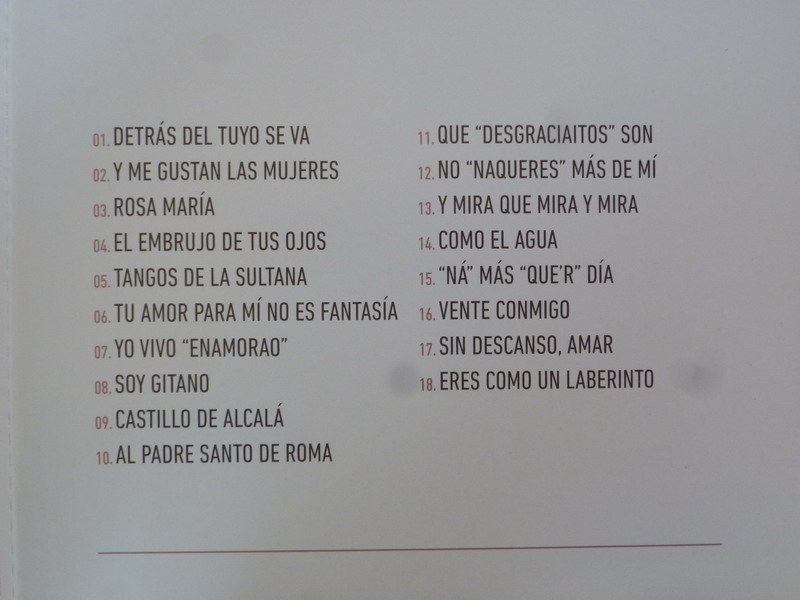 01. DETRÁS DEL TUYO SE VA
02. Y ME GUSTAN LAS MUJERES
03. ROSA MARÍA
04. EL EMBRUJO DE TUS OJOS
05. TANGOS DE LA SULTANA
06. TU AMOR PARA MÍ NO ES FANTASÍA
07. YO VIVO “ENAMORAO”
08. SOY GITANO
09. CASTILLO DE ALCALÁ
10. AL PADRE SANTO DE ROMA
11. QUE “DESGRACIAITOS” SON
12. NO “NAQUERES” MÁS DE MÍ
13. Y MIRA QUE MIRA Y MIRA
14. COMO EL AGUA
15. “NÁ” MÁS “QUE’R” DÍA
16. VENTE CONMIGO
17. SIN DESCANSO, AMAR
18. ERES COMO UN LABERINTO